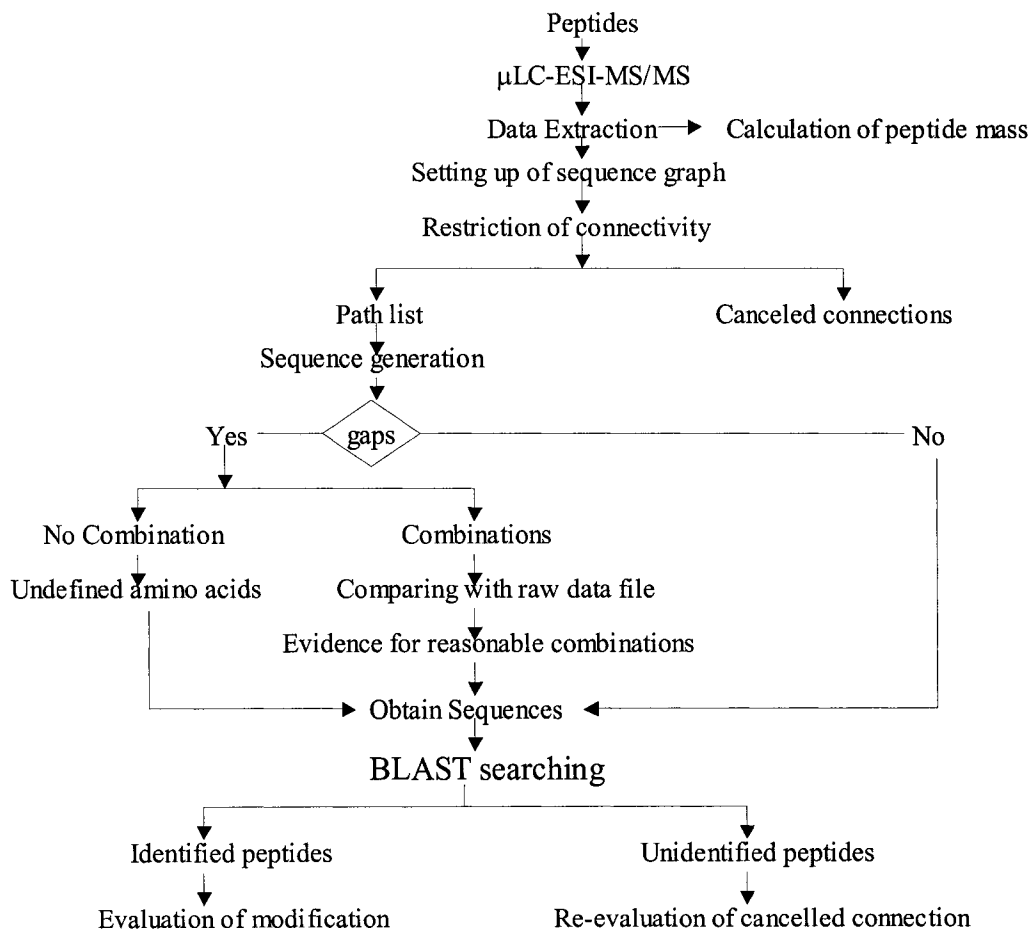 Peptides
µLC-ESI-MS/MS
Data Extraction
Calculation of peptide mass
Setting up of sequence graph
Restriction of connectivity
Path list
Canceled connections
Sequence generation
Yes
gaps
No
No Combination
Combinations
Undefined amino acids
Comparing with raw data file
Evidence for reasonable combinations
Obtain Sequences
BLAST searching
Identified peptides
Unidentified peptides
Evaluation of modification
Re-evaluation of cancelled connection